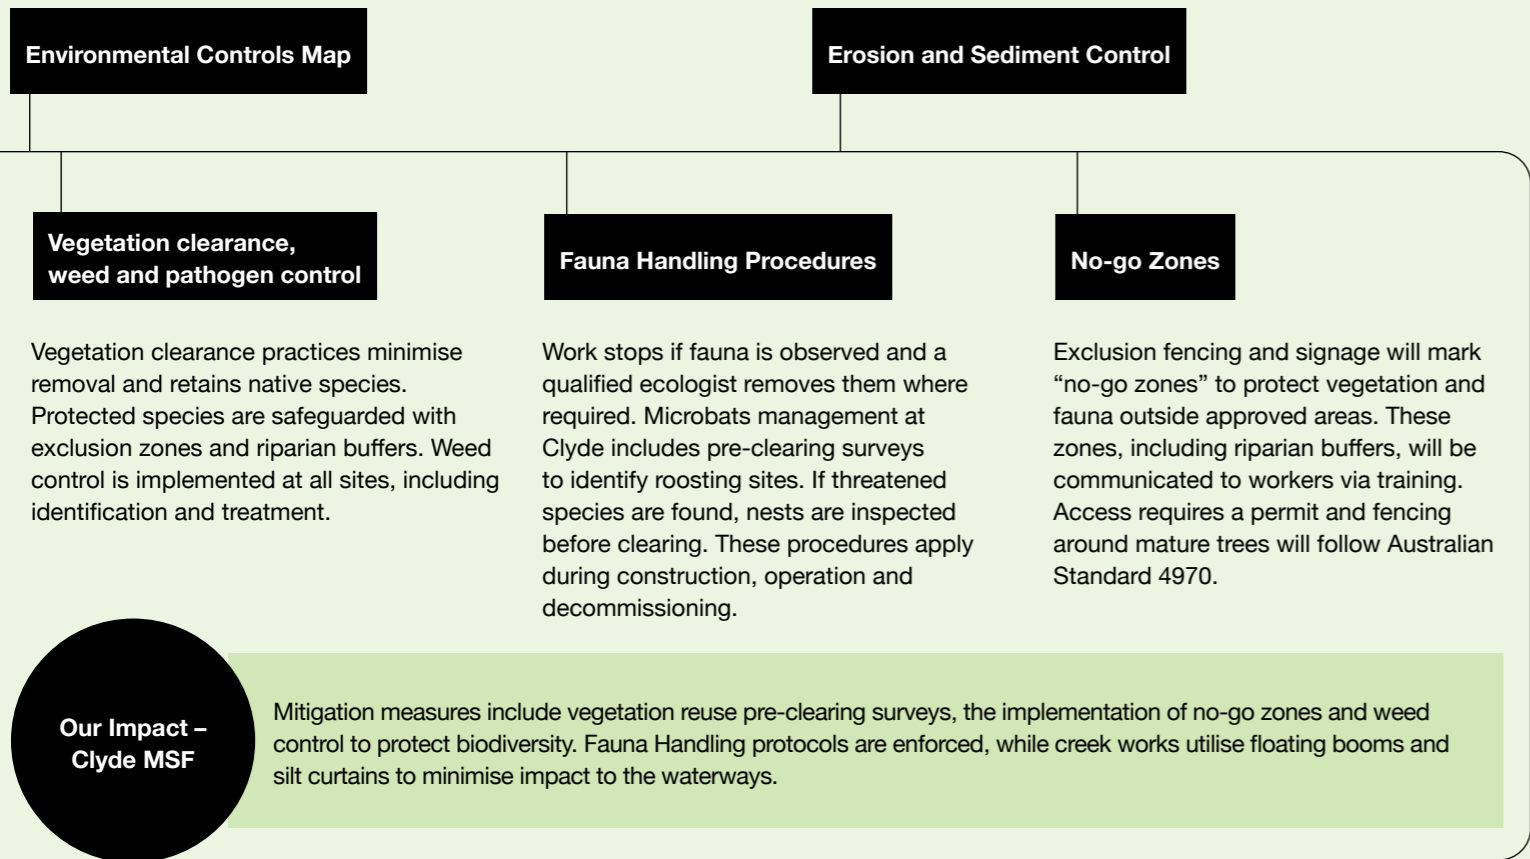 Environmental Controls Map
Erosion and Sediment Control
Vegetation clearance,
weed and pathogen control
Vegetation clearance practices minimise
removal and retains native species.
Protected species are safeguarded with
exclusion zones and riparian buffers. Weed
control is implemented at all sites, including
identification and treatment.
Fauna Handling Procedures
Work stops if fauna is observed and a
qualified ecologist removes them where
required. Microbats management at
Clyde includes pre-clearing surveys
to identify roosting sites. If threatened
species are found, nests are inspected
before clearing. These procedures apply
during construction, operation and
decommissioning.
No-go Zones
Exclusion fencing and signage will mark
“no-go zones” to protect vegetation and
fauna outside approved areas. These
zones, including riparian buffers, will be
communicated to workers via training.
Access requires a permit and fencing
around mature trees will follow Australian
Standard 4970.
Our Impact –
Clyde MSF
Mitigation measures include vegetation reuse pre-clearing surveys, the implementation of no-go zones and weed
control to protect biodiversity. Fauna Handling protocols are enforced, while creek works utilise floating booms and
silt curtains to minimise impact to the waterways.